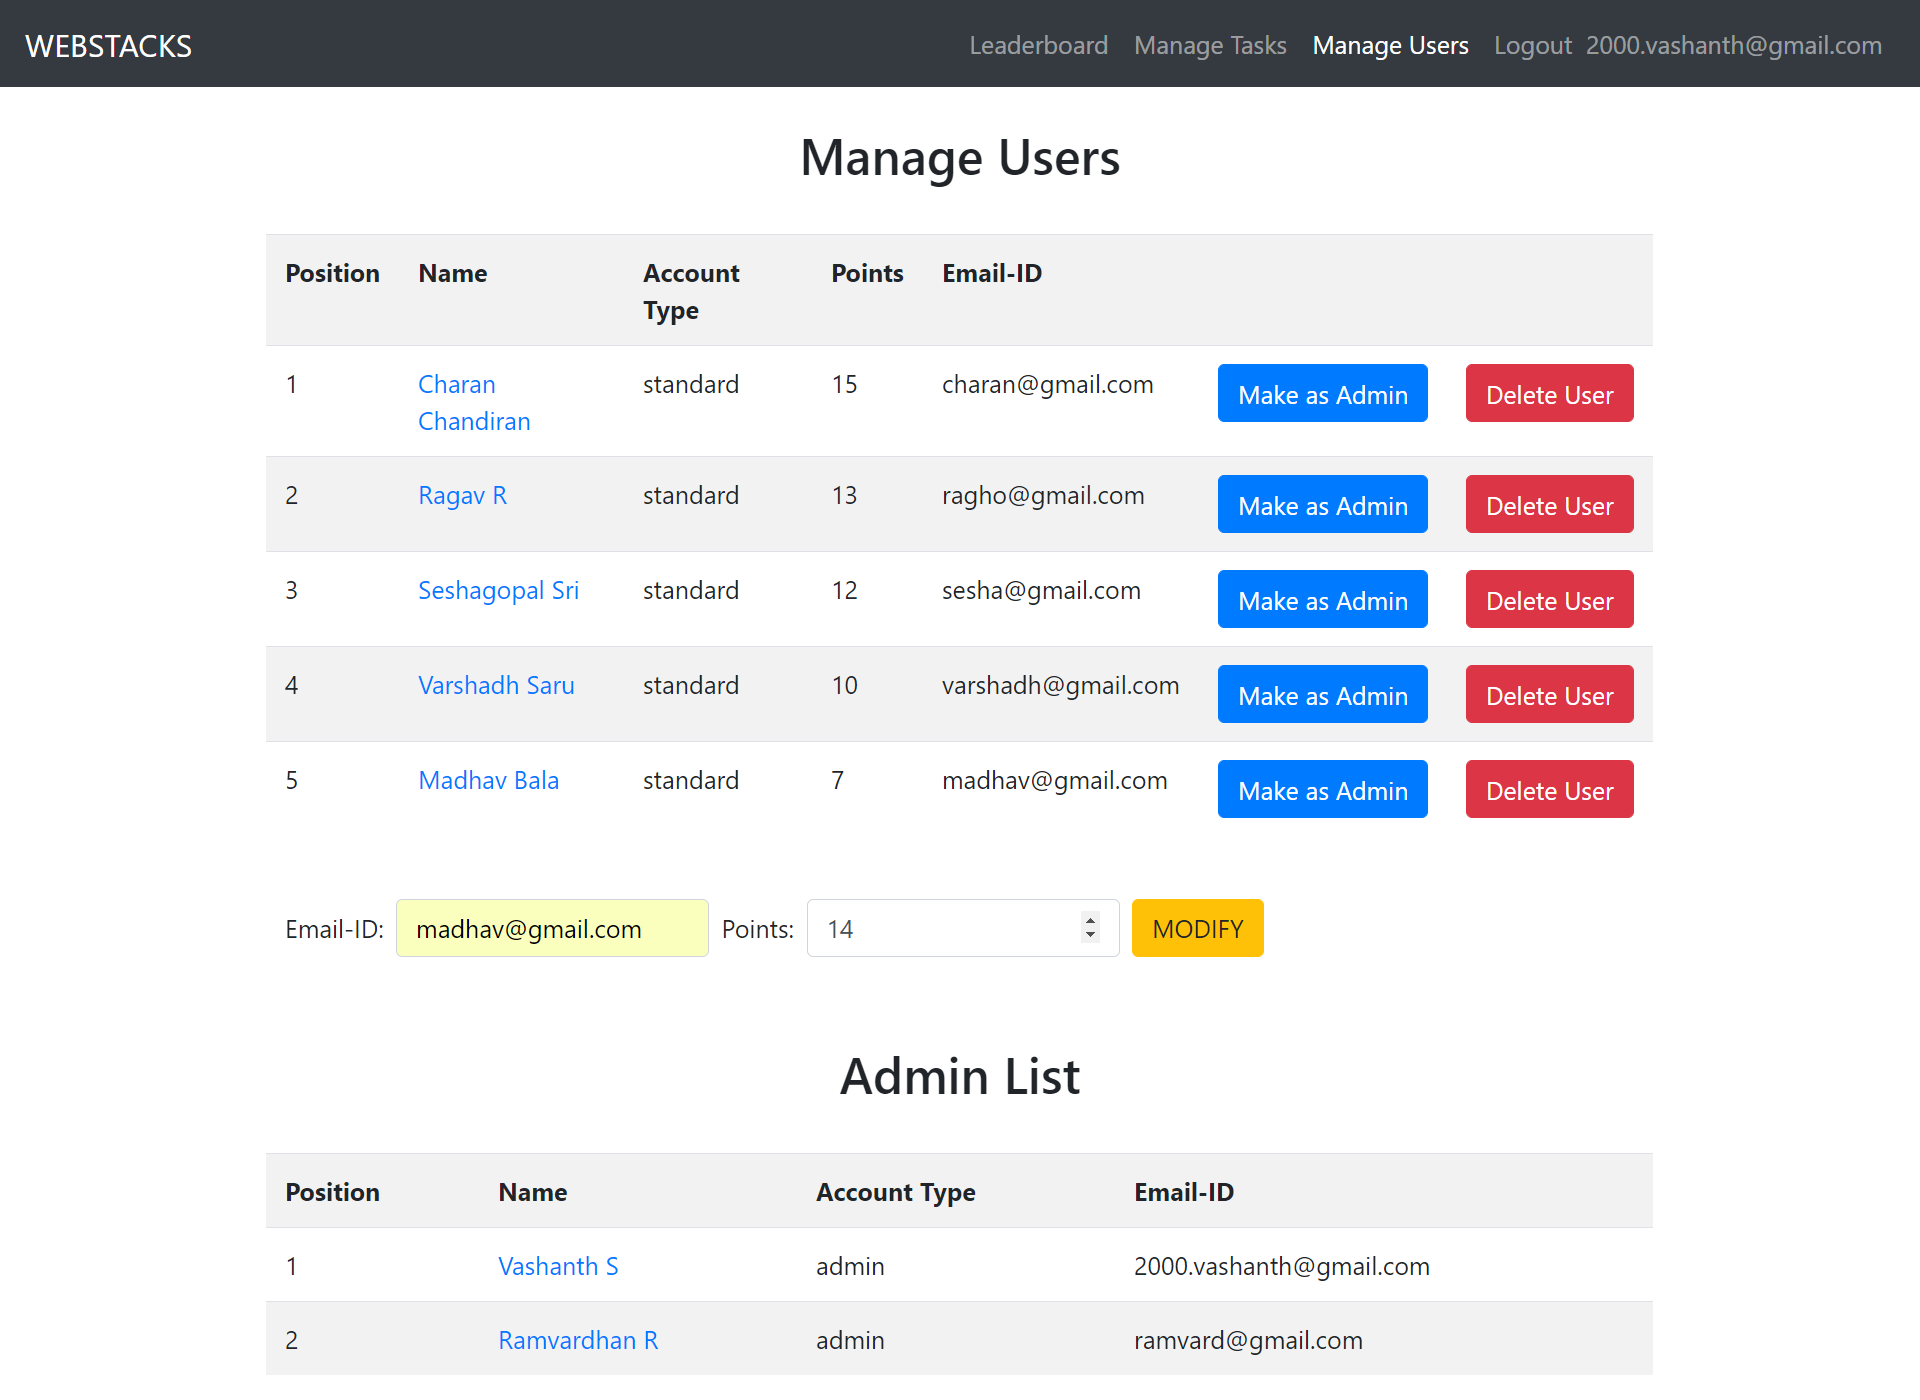 WEBSTACKS Leaderboard Manage Tasks Manage Users Logout 2000.vashanth@gmail.com
Manage Users
Position Name Account Type Points Email-ID
1 Charan Chandiran standard 15 charan@gmail.com Make as Admin Delete User
2 Ragav R standard 13 ragho@gmail.com Make as Admin Delete User
3 Seshagopal Sri standard 12 sesha@gmail.com Make as Admin Delete User
4 Varshadh Saru standard 10 varshadh@gmail.com Make as Admin Delete User
5 Madhav Bala standard 7 madhav@gmail.com Make as Admin Delete User
Email-ID: madhav@gmail.com Points: 14 MODIFY
Admin List
Position Name Account Type Email-ID
1 Vashanth S admin 2000.vashanth@gmail.com
2 Ramvardhan R admin ramvard@gmail.com